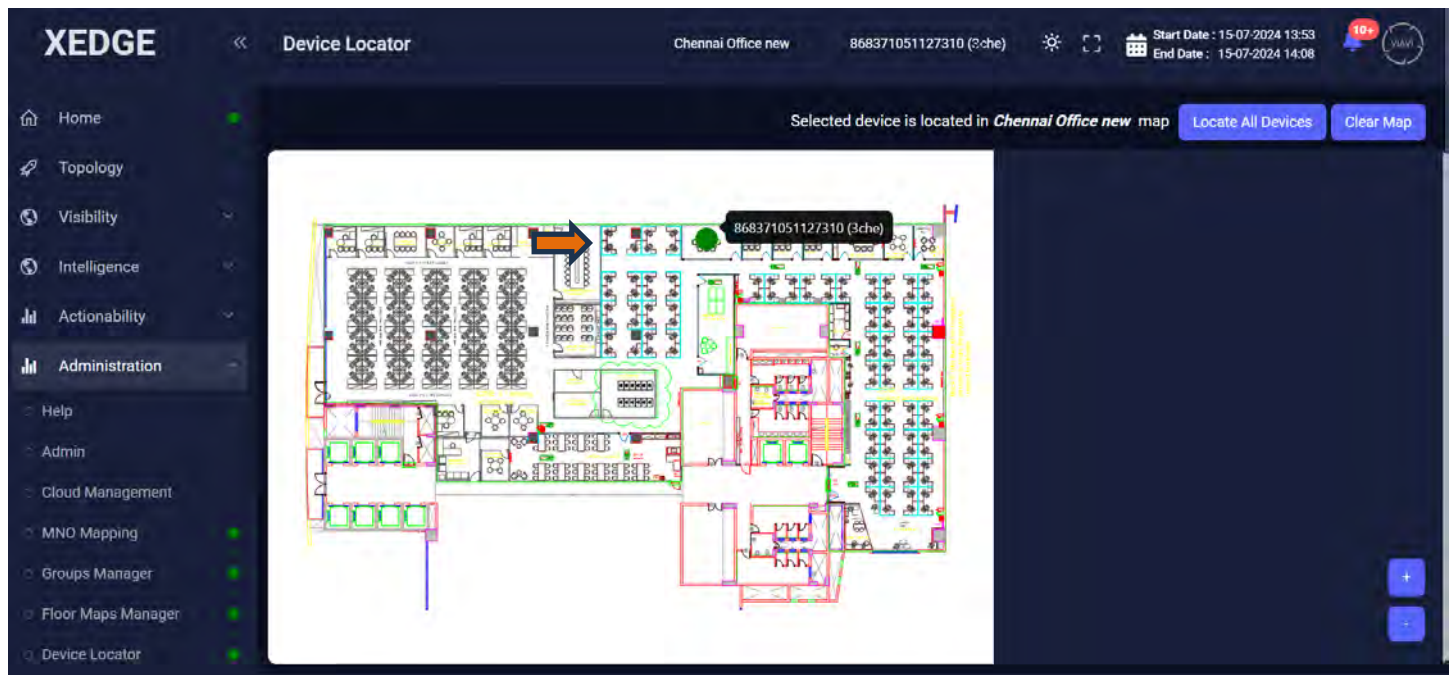 XEDGE
«
Device Locator
Chennai Office new
868371051127310 (3che)
Start Date : 15-07-2024 13:53
End Date : 15-07-2024 14:08
10+
VIAVI
Home
Topology
Visibility
Intelligence
Actionability
Administration
Help
Admin
Cloud Management
MNO Mapping
Groups Manager
Floor Maps Manager
Device Locator
Selected device is located in Chennai Office new map
Locate All Devices
Clear Map
868371051127310 (3che)
+
-